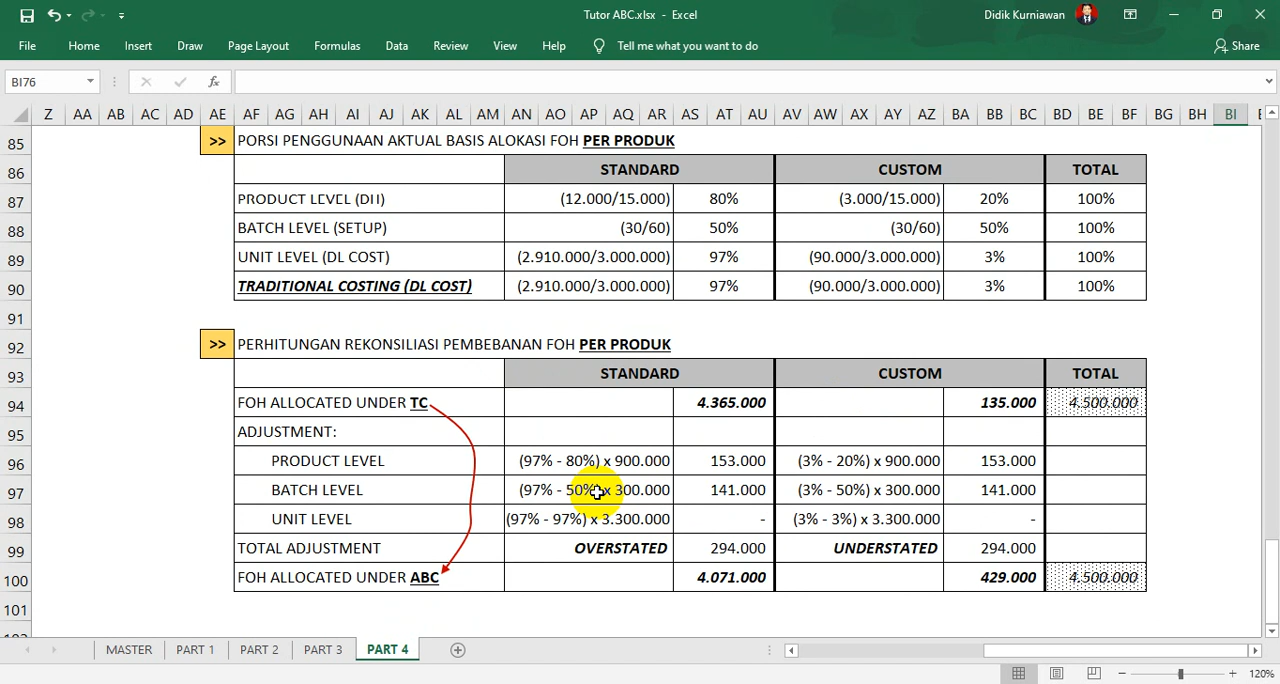 Tutor ABC.xlsx - Excel
Didik Kurniawan
File Home Insert Draw Page Layout Formulas Data Review View Help Tell me what you want to do Share
BI76
fx
Z AA AB AC AD AE AF AG AH AI AJ AK AL AM AN AO AP AQ AR AS AT AU AV AW AX AY AZ BA BB BC BD BE BF BG BH BI
85 >> PORSI PENGGUNAAN AKTUAL BASIS ALOKASI FOH PER PRODUK
86 STANDARD CUSTOM TOTAL
87 PRODUCT LEVEL (DH) (12.000/15.000) 80% (3.000/15.000) 20% 100%
88 BATCH LEVEL (SETUP) (30/60) 50% (30/60) 50% 100%
89 UNIT LEVEL (DL COST) (2.910.000/3.000.000) 97% (90.000/3.000.000) 3% 100%
90 TRADITIONAL COSTING (DL COST) (2.910.000/3.000.000) 97% (90.000/3.000.000) 3% 100%
91
92 >> PERHITUNGAN REKONSILIASI PEMBEBANAN FOH PER PRODUK
93 STANDARD CUSTOM TOTAL
94 FOH ALLOCATED UNDER TC 4.365.000 135.000 4.500.000
95 ADJUSTMENT:
96 PRODUCT LEVEL (97% - 80%) x 900.000 153.000 (3% - 20%) x 900.000 153.000
97 BATCH LEVEL (97% - 50%) x 300.000 141.000 (3% - 50%) x 300.000 141.000
98 UNIT LEVEL (97% - 97%) x 3.300.000 - (3% - 3%) x 3.300.000 -
99 TOTAL ADJUSTMENT OVERSTATED 294.000 UNDERSTATED 294.000
100 FOH ALLOCATED UNDER ABC 4.071.000 429.000 4.500.000
101
MASTER PART 1 PART 2 PART 3 PART 4
120%